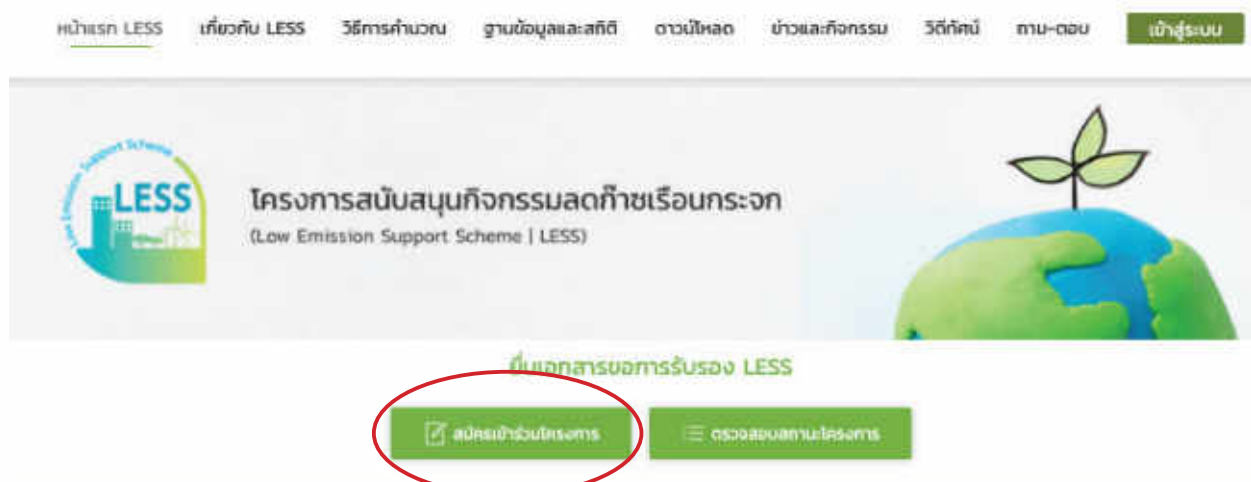 หน้าแรก LESS เกี่ยวกับ LESS วิธีการคำนวณ ฐานข้อมูลและสถิติ ดาวน์โหลด ข่าวและกิจกรรม วิดีทัศน์ ถาม-ตอบ เข้าสู่ระบบ
Low Emission Support Scheme
LESS
โครงการสนับสนุนกิจกรรมลดก๊าซเรือนกระจก
(Low Emission Support Scheme | LESS)
ยื่นเอกสารขอการรับรอง LESS
สมัครเข้าร่วมโครงการ ตรวจสอบสถานะโครงการ